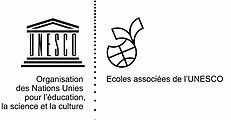 UNESCO
Organisation
des Nations Unies
pour l'éducation,
la science et la culture
Ecoles associées de l'UNESCO